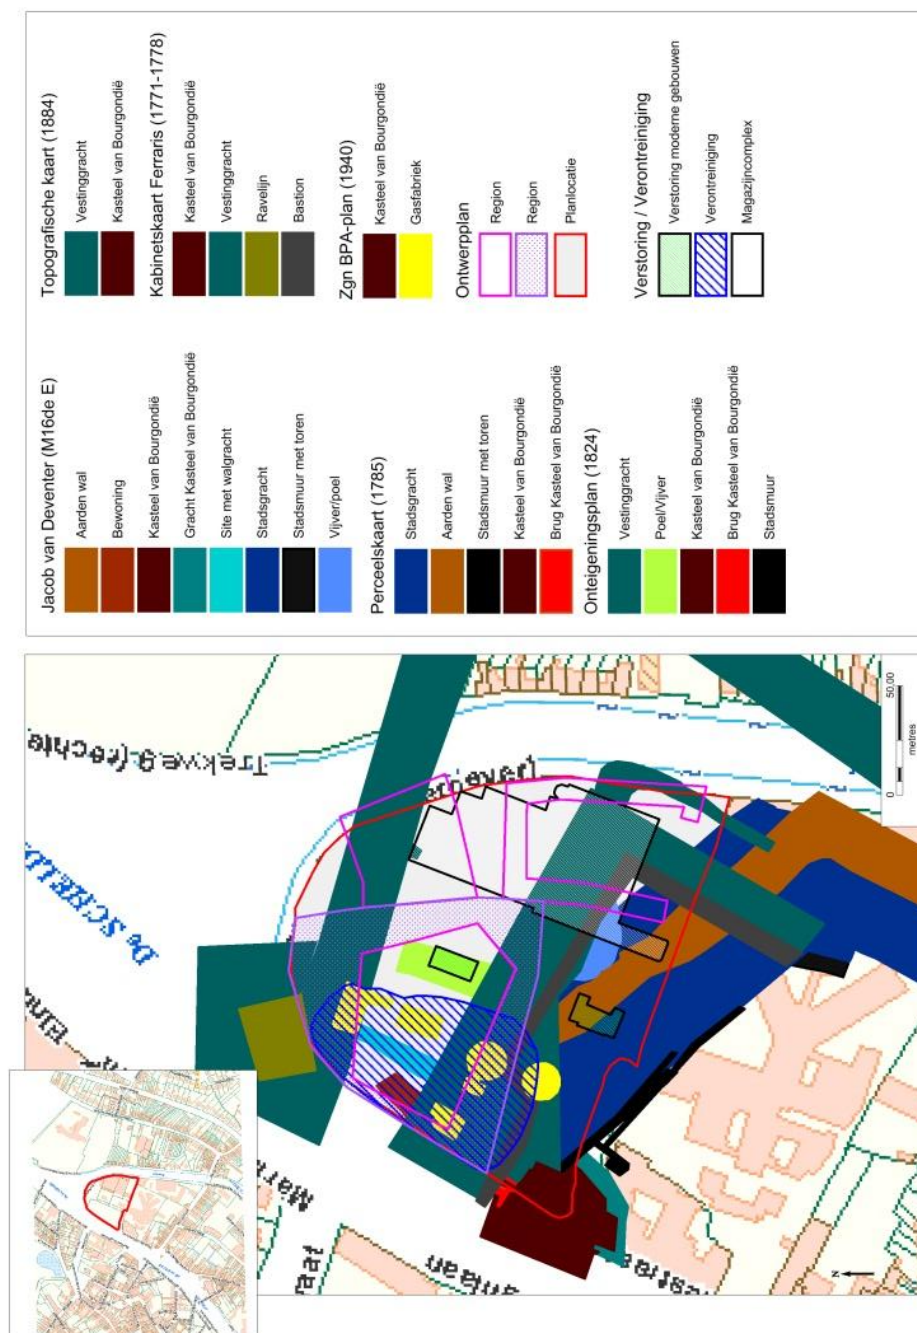 Jacob van Deventer (M16de E)
Aarden wal
Bewoning
Kasteel van Bourgondië
Gracht Kasteel van Bourgondië
Site met walgracht
Stadsgracht
Stadsmuur met toren
Vijver/poel
Perceelskaart (1785)
Stadsgracht
Aarden wal
Stadsmuur met toren
Kasteel van Bourgondië
Brug Kasteel van Bourgondië
Onteigeningsplan (1824)
Vestinggracht
Poel/Vijver
Kasteel van Bourgondië
Brug Kasteel van Bourgondië
Stadsmuur
Topografische kaart (1884)
Vestinggracht
Kasteel van Bourgondië
Kabinetskaart Ferraris (1771-1778)
Kasteel van Bourgondië
Vestinggracht
Ravelijn
Bastion
Zgn BPA-plan (1940)
Kasteel van Bourgondië
Gasfabriek
Ontwerpplan
Region
Region
Planlocatie
Verstoring / Verontreiniging
Verstoring moderne gebouwen
Verontreiniging
Magazijncomplex
De SCHELD
Trekweg (rechte
0 50,00
metres
N